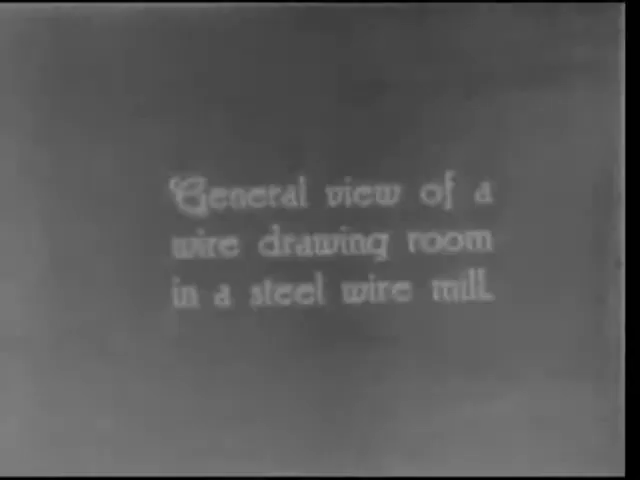 General view of a
wire drawing room
in a steel wire mill.